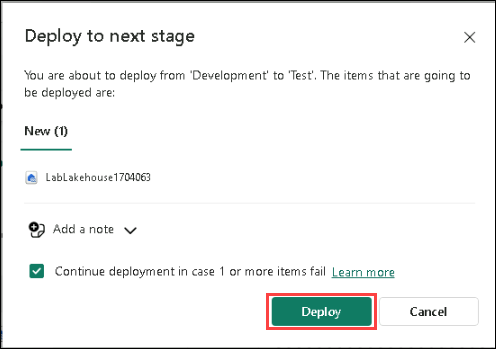 Deploy to next stage
You are about to deploy from 'Development' to 'Test'. The items that are going to
be deployed are:
New (1)
LabLakehouse1704063
Add a note
Continue deployment in case 1 or more items fail Learn more
Deploy
Cancel